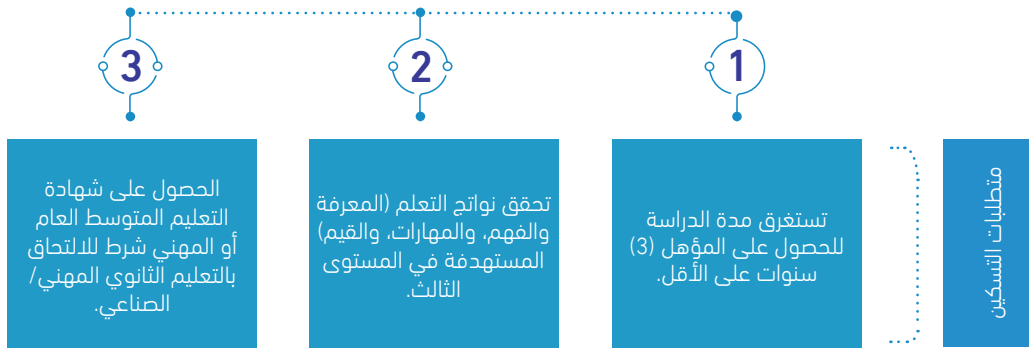 متطلبات التسكين
1
تستغرق مدة الدراسة
للحصول على المؤهل (3)
سنوات على الأقل.
2
تحقق نواتج التعلم (المعرفة
والفهم، والمهارات، والقيم)
المستهدفة في المستوى
الثالث.
3
الحصول على شهادة
التعليم المتوسط العام
أو المهني شرط للالتحاق
بالتعليم الثانوي المهني/
الصناعي.